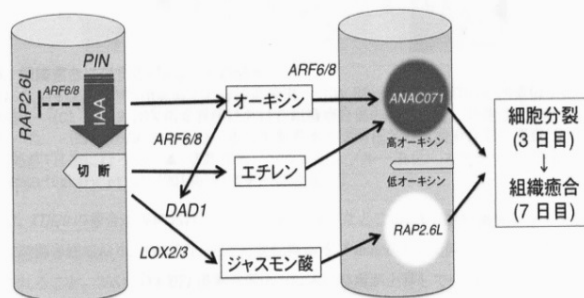 PIN
ARF6/8
RAP2.6L
IAA
切断
ARF6/8
DAD1
LOX2/3
オーキシン
エチレン
ジャスモン酸
ARF6/8
ANAC071
高オーキシン
低オーキシン
RAP2.6L
細胞分裂
(3 日目)
↓
組織癒合
(7 日目)